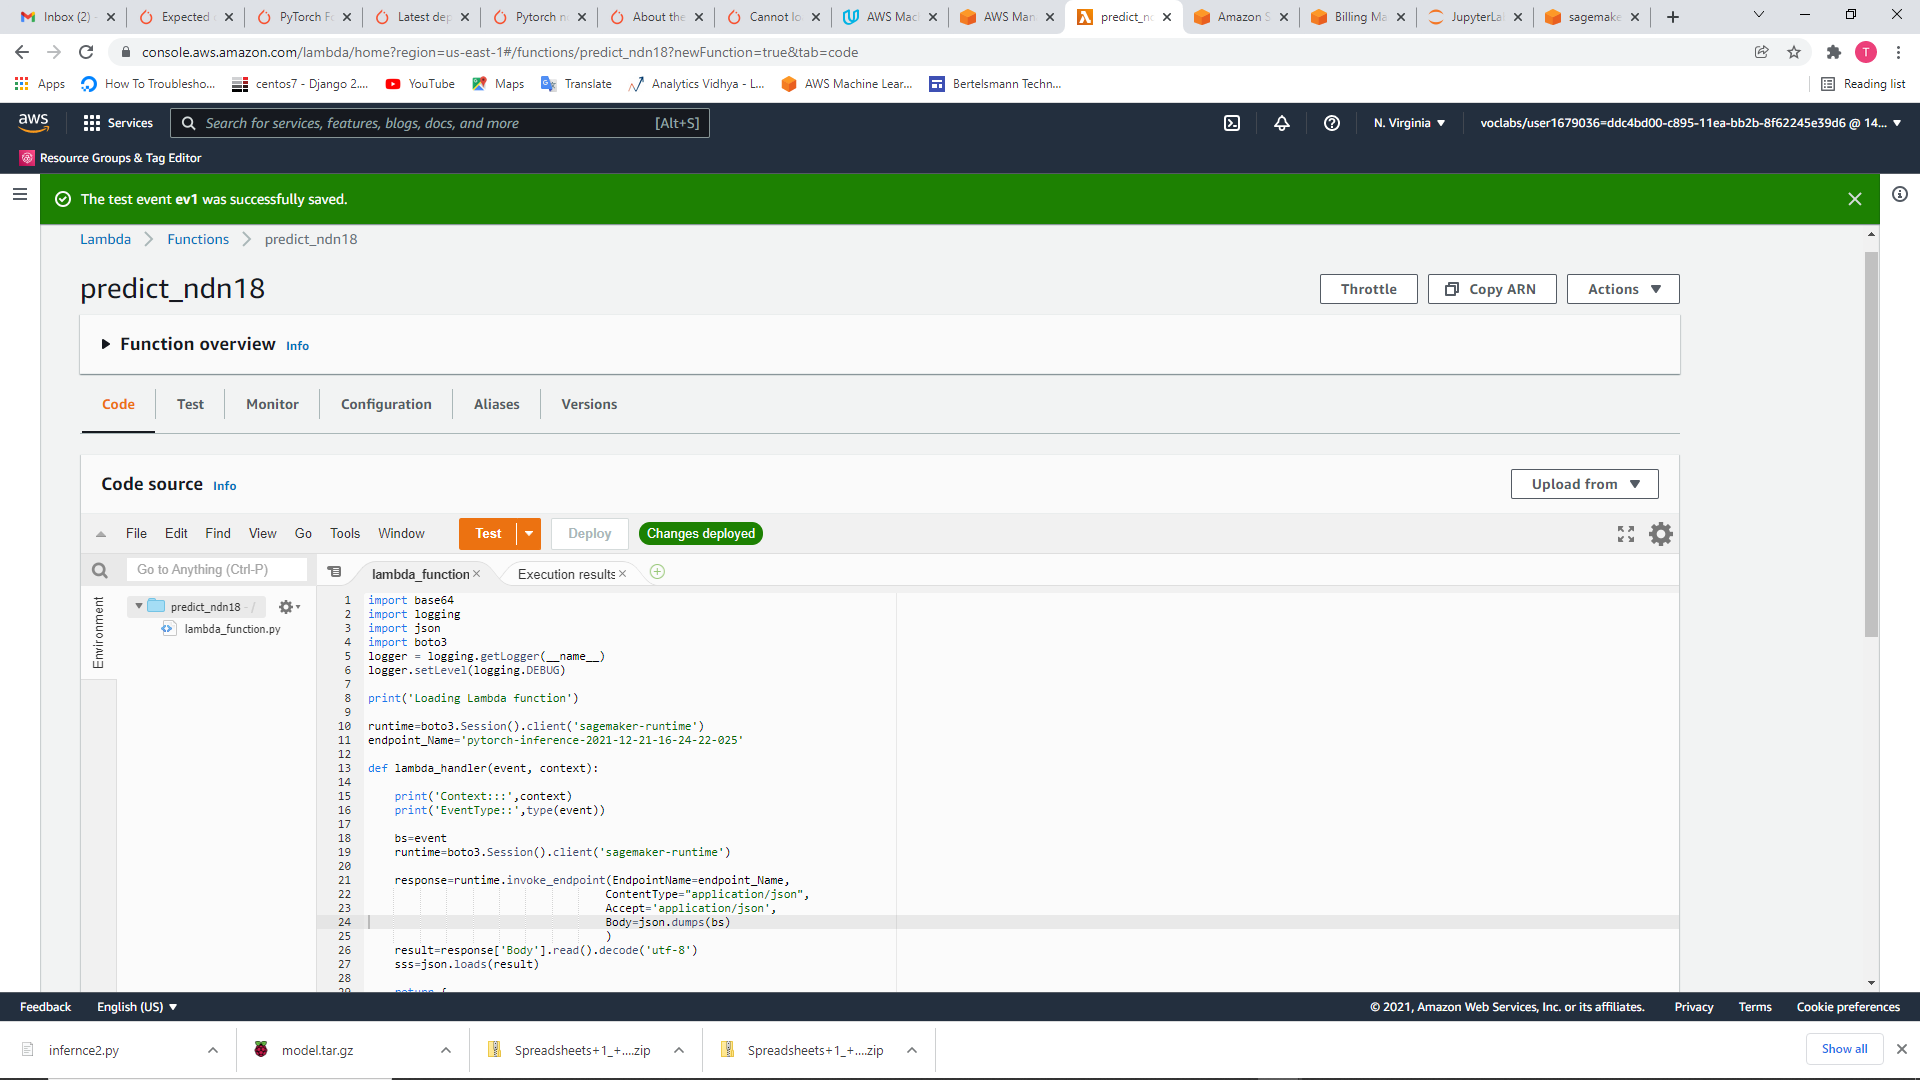 Inbox (2)
Expected
PyTorch Fo
Latest dep
Pytorch n
About the
Cannot lo
AWS Mac
AWS Man
predict_nd
Amazon S
Billing Ma
JupyterLa
sagemake
console.aws.amazon.com/lambda/home?region=us-east-1#/functions/predict_ndn18?newFunction=true&tab=code
T
Apps
How To Troublesho...
centos7 - Django 2....
YouTube
Maps
Translate
Analytics Vidhya - L...
AWS Machine Lear...
Bertelsmann Techn...
Reading list
aws
Services
Search for services, features, blogs, docs, and more
[Alt+S]
N. Virginia
voclabs/user1679036=ddc4bd00-c895-11ea-bb2b-8f62245e39d6 @ 14...
Resource Groups & Tag Editor
The test event ev1 was successfully saved.
Lambda
Functions
predict_ndn18
predict_ndn18
Throttle
Copy ARN
Actions
Function overview
Info
Code
Test
Monitor
Configuration
Aliases
Versions
Code source
Info
Upload from
File
Edit
Find
View
Go
Tools
Window
Test
Deploy
Changes deployed
Go to Anything (Ctrl-P)
lambda_function
Execution results
Environment
predict_ndn18 - /
lambda_function.py
1 import base64
2 import logging
3 import json
4 import boto3
5 logger = logging.getLogger(__name__)
6 logger.setLevel(logging.DEBUG)
7
8 print('Loading Lambda function')
9
10 runtime=boto3.Session().client('sagemaker-runtime')
11 endpoint_Name='pytorch-inference-2021-12-21-16-24-22-025'
12
13 def lambda_handler(event, context):
14
15 print('Context:::',context)
16 print('EventType::',type(event))
17
18 bs=event
19 runtime=boto3.Session().client('sagemaker-runtime')
20
21 response=runtime.invoke_endpoint(EndpointName=endpoint_Name,
22 ContentType="application/json",
23 Accept='application/json',
24 Body=json.dumps(bs)
25 )
26 result=response['Body'].read().decode('utf-8')
27 sss=json.loads(result)
28
29 return {
Feedback
English (US)
© 2021, Amazon Web Services, Inc. or its affiliates.
Privacy
Terms
Cookie preferences
infernce2.py
model.tar.gz
Spreadsheets+1_+....zip
Spreadsheets+1_+....zip
Show all